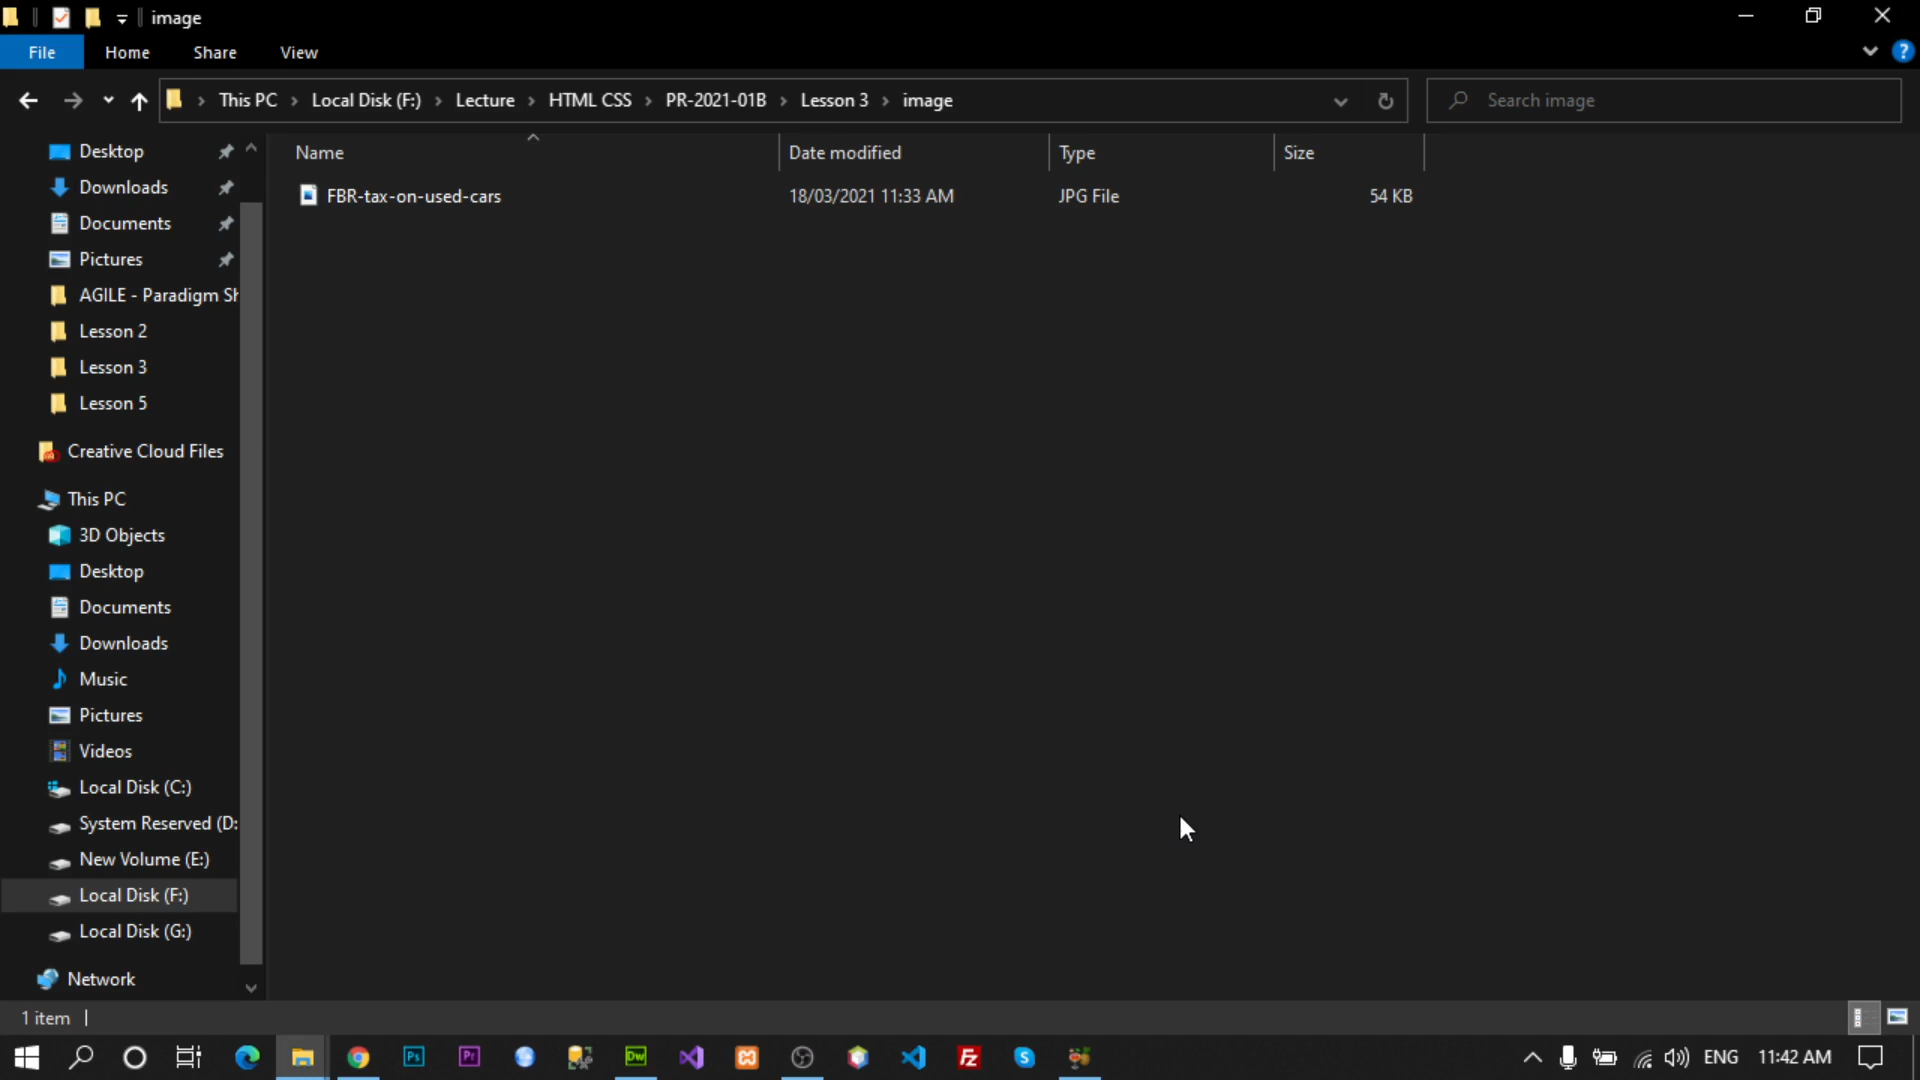 image
File Home Share View
This PC Local Disk (F:) Lecture HTML CSS PR-2021-01B Lesson 3 image
Search image
Name Date modified Type Size
FBR-tax-on-used-cars 18/03/2021 11:33 AM JPG File 54 KB
Desktop
Downloads
Documents
Pictures
AGILE - Paradigm Sh
Lesson 2
Lesson 3
Lesson 5
Creative Cloud Files
This PC
3D Objects
Desktop
Documents
Downloads
Music
Pictures
Videos
Local Disk (C:)
System Reserved (D:
New Volume (E:)
Local Disk (F:)
Local Disk (G:)
Network
1 item
Ps Pr Dw Fz S ENG 11:42 AM